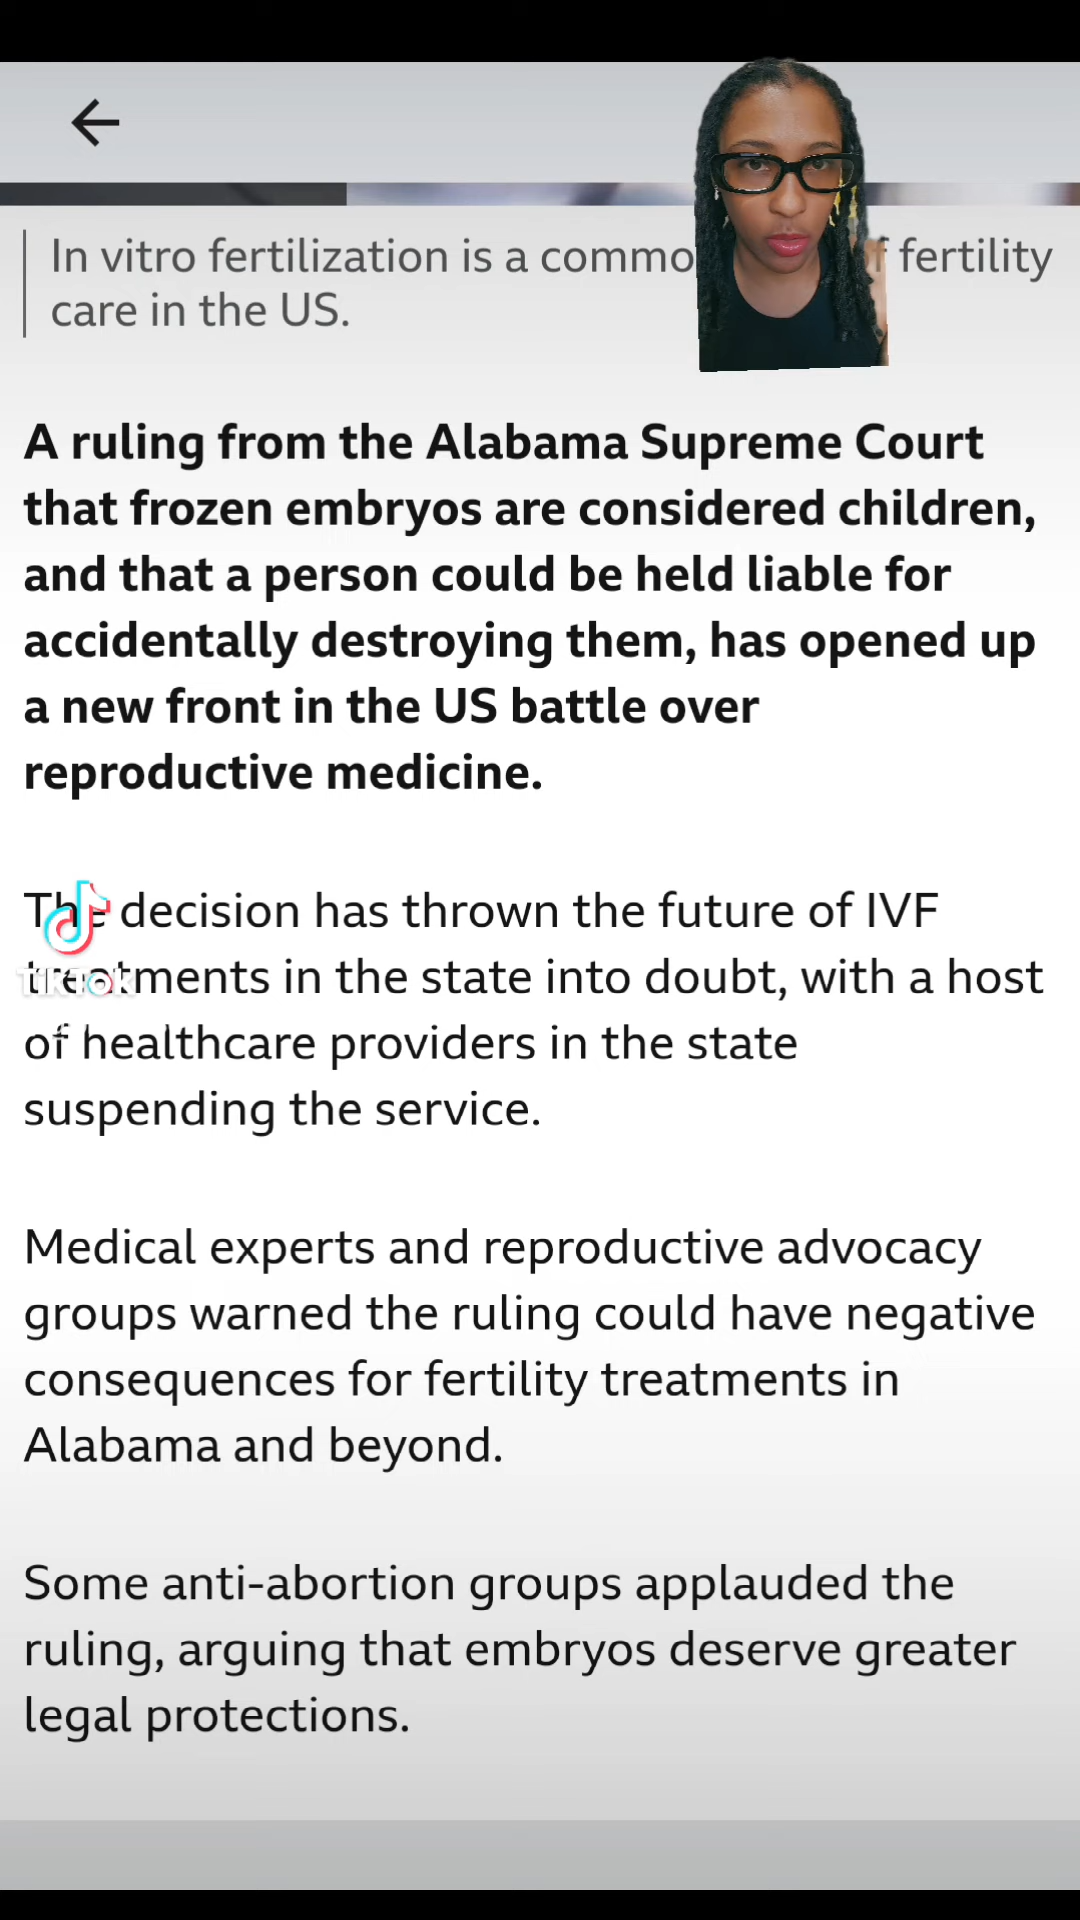 In vitro fertilization is a commo f fertility
care in the US.
A ruling from the Alabama Supreme Court
that frozen embryos are considered children,
and that a person could be held liable for
accidentally destroying them, has opened up
a new front in the US battle over
reproductive medicine.
The decision has thrown the future of IVF
treatments in the state into doubt, with a host
of healthcare providers in the state
suspending the service.
TikTok
Medical experts and reproductive advocacy
groups warned the ruling could have negative
consequences for fertility treatments in
Alabama and beyond.
Some anti-abortion groups applauded the
ruling, arguing that embryos deserve greater
legal protections.